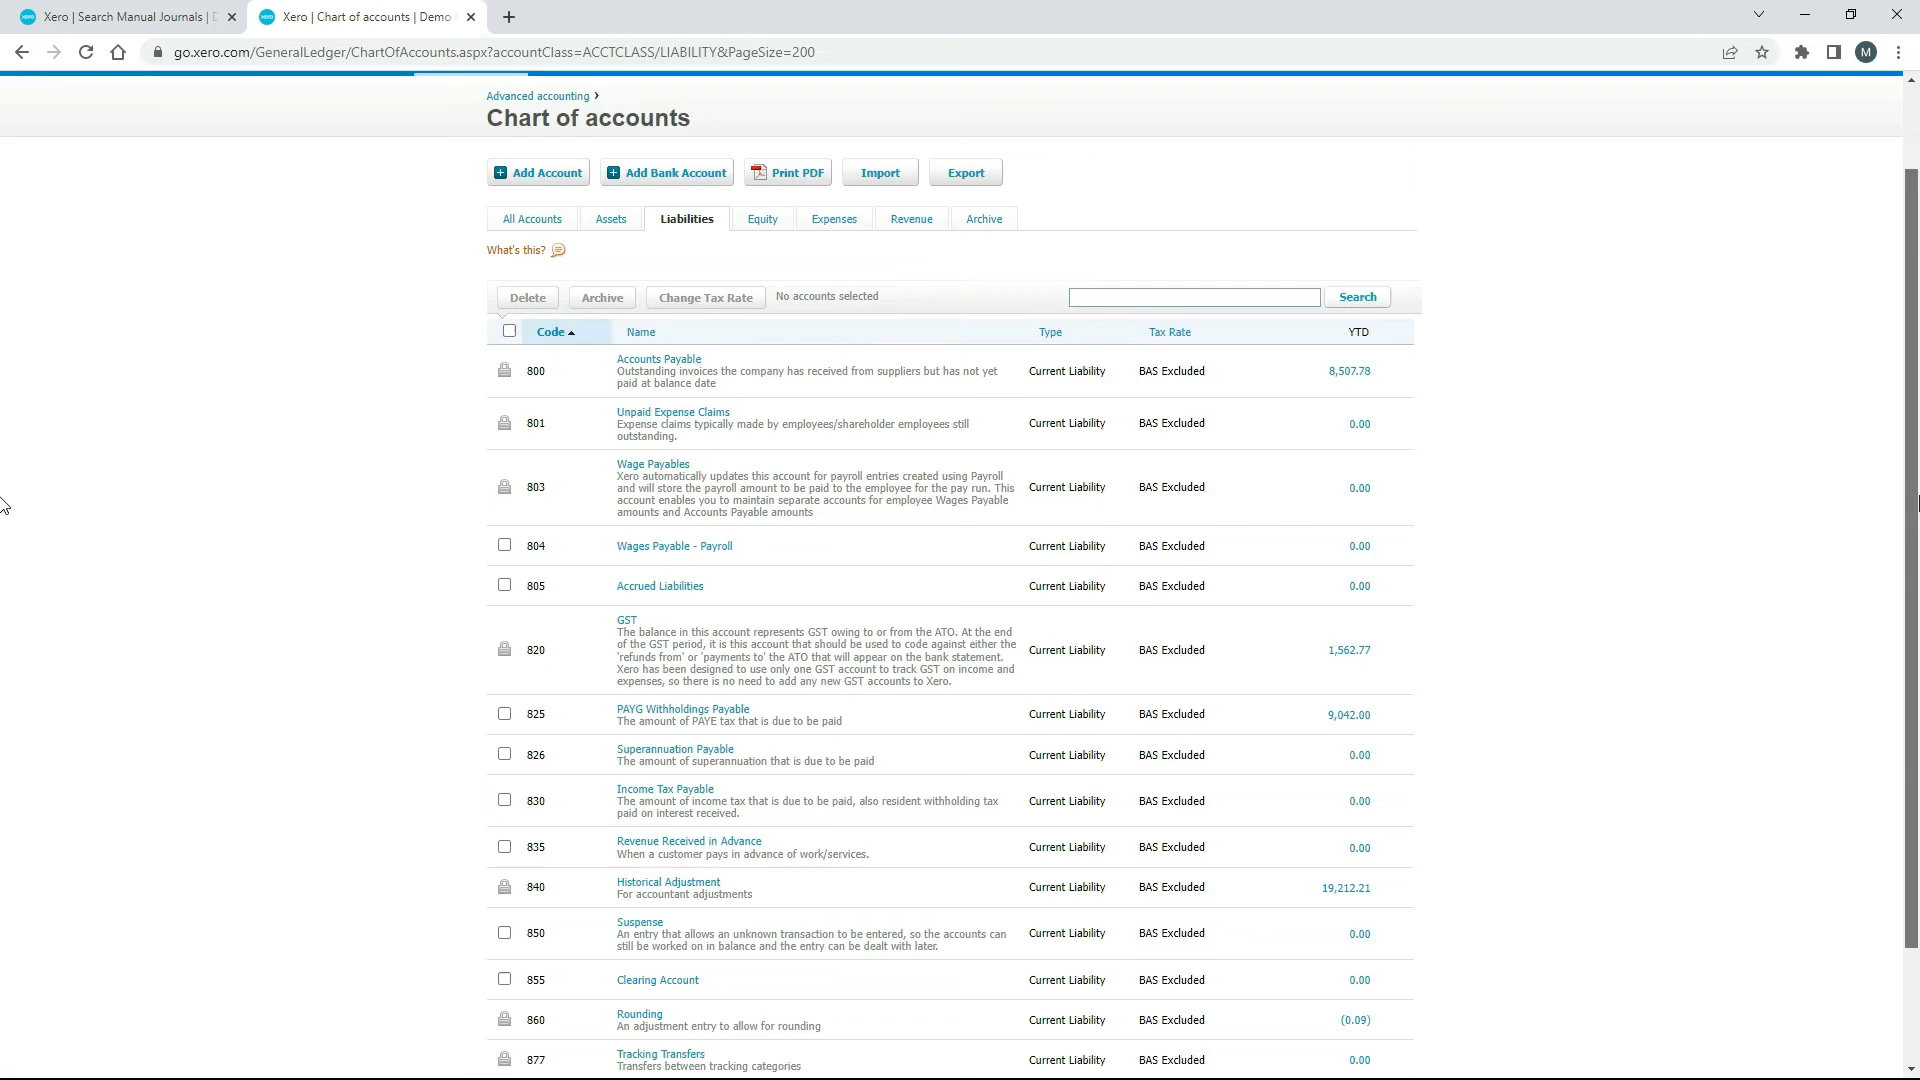 Xero | Search Manual Journals |
Xero | Chart of accounts | Demo
go.xero.com/GeneralLedger/ChartOfAccounts.aspx?accountClass=ACCTCLASS/LIABILITY&PageSize=200
M
Advanced accounting ›
Chart of accounts
Add Account
Add Bank Account
Print PDF
Import
Export
All Accounts
Assets
Liabilities
Equity
Expenses
Revenue
Archive
What's this?
Delete
Archive
Change Tax Rate
No accounts selected
Search
Code Name Type Tax Rate YTD
Accounts Payable
800 Outstanding invoices the company has received from suppliers but has not yet Current Liability BAS Excluded 8,507.78
paid at balance date
Unpaid Expense Claims
801 Expense claims typically made by employees/shareholder employees still Current Liability BAS Excluded 0.00
outstanding.
Wage Payables
Xero automatically updates this account for payroll entries created using Payroll
803 and will store the payroll amount to be paid to the employee for the pay run. This Current Liability BAS Excluded 0.00
account enables you to maintain separate accounts for employee Wages Payable
amounts and Accounts Payable amounts
804 Wages Payable - Payroll Current Liability BAS Excluded 0.00
805 Accrued Liabilities Current Liability BAS Excluded 0.00
GST
The balance in this account represents GST owing to or from the ATO. At the end
of the GST period, it is this account that should be used to code against either the
820 'refunds from' or 'payments to' the ATO that will appear on the bank statement. Current Liability BAS Excluded 1,562.77
Xero has been designed to use only one GST account to track GST on income and
expenses, so there is no need to add any new GST accounts to Xero.
PAYG Withholdings Payable
825 The amount of PAYE tax that is due to be paid Current Liability BAS Excluded 9,042.00
Superannuation Payable
826 The amount of superannuation that is due to be paid Current Liability BAS Excluded 0.00
Income Tax Payable
830 The amount of income tax that is due to be paid, also resident withholding tax Current Liability BAS Excluded 0.00
paid on interest received.
Revenue Received in Advance
835 When a customer pays in advance of work/services. Current Liability BAS Excluded 0.00
Historical Adjustment
840 For accountant adjustments Current Liability BAS Excluded 19,212.21
Suspense
850 An entry that allows an unknown transaction to be entered, so the accounts can Current Liability BAS Excluded 0.00
still be worked on in balance and the entry can be dealt with later.
855 Clearing Account Current Liability BAS Excluded 0.00
Rounding
860 An adjustment entry to allow for rounding Current Liability BAS Excluded (0.09)
Tracking Transfers
877 Transfers between tracking categories Current Liability BAS Excluded 0.00